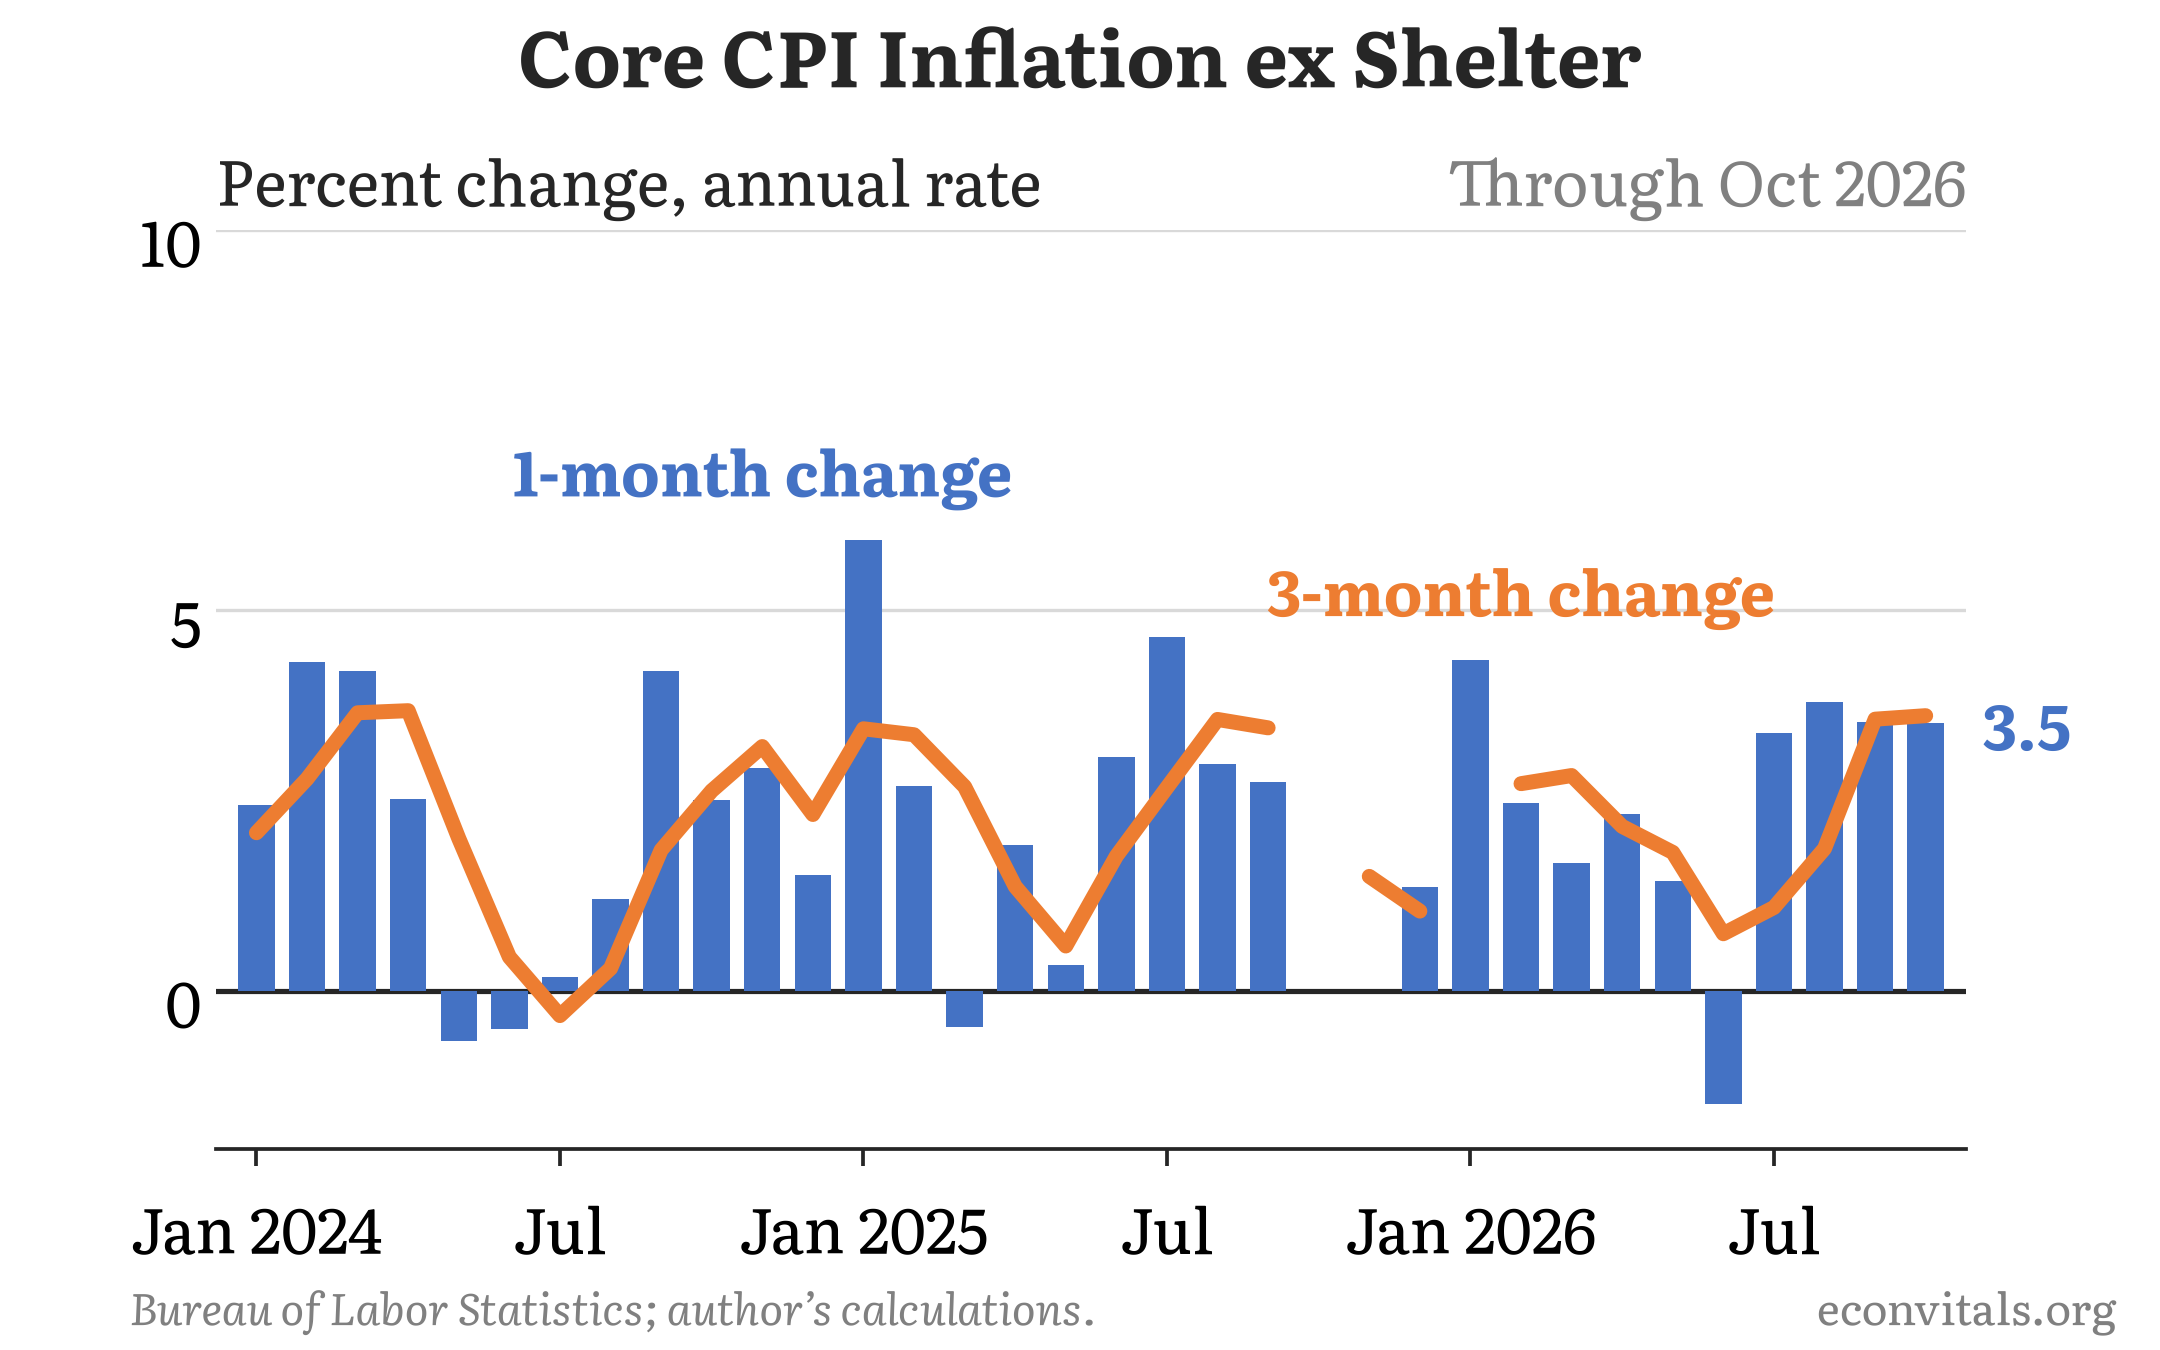 Core CPI Inflation ex Shelter
Percent change, annual rate
Through Oct 2026
10
1-month change
3-month change
5
3.5
0
Jan 2024
Jul
Jan 2025
Jul
Jan 2026
Jul
Bureau of Labor Statistics; author’s calculations.
econvitals.org